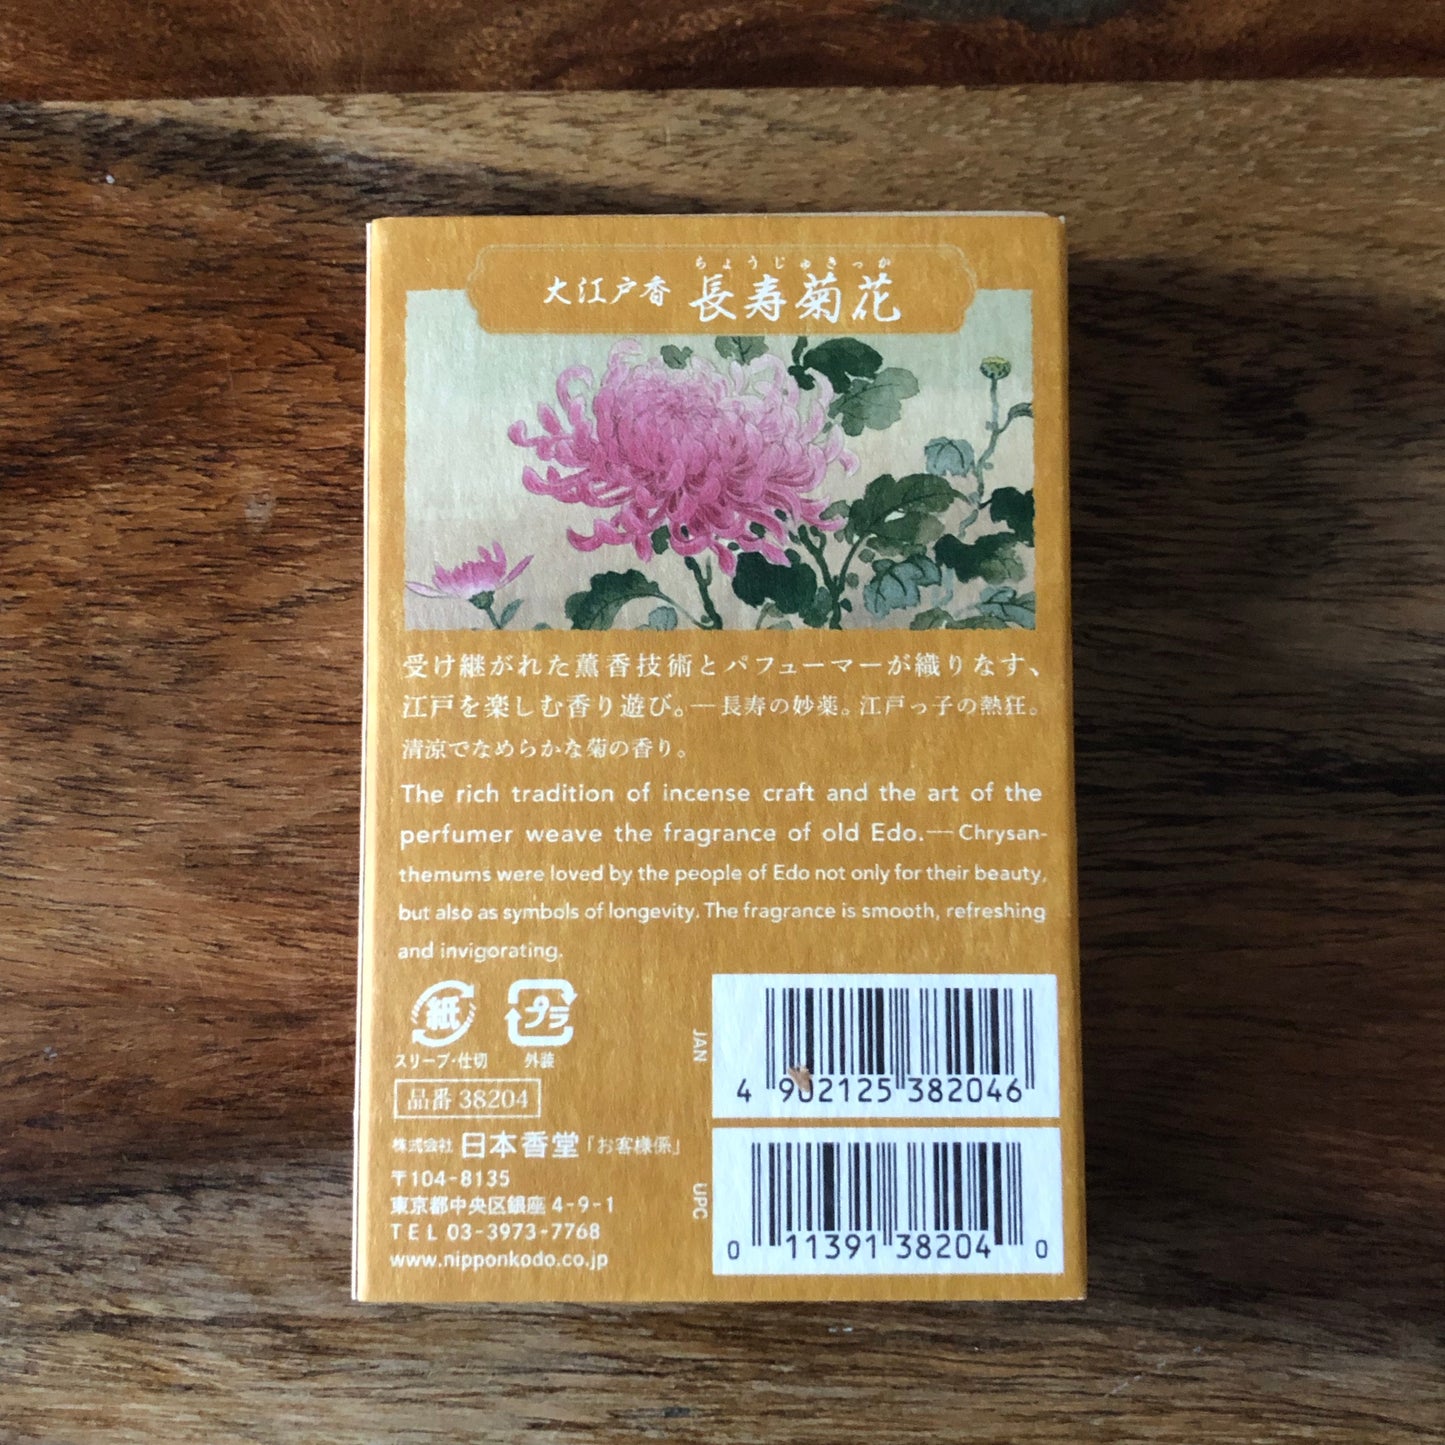 ちょうじゅきっか
大江戸香 長寿菊花
受け継がれた薫香技術とパフューマーが織りなす、
江戸を楽しむ香り遊び。―長寿の妙薬。江戸っ子の熱狂。
清涼でなめらかな菊の香り。
The rich tradition of incense craft and the art of the
perfumer weave the fragrance of old Edo.—Chrysan-
themums were loved by the people of Edo not only for their beauty,
but also as symbols of longevity. The fragrance is smooth, refreshing
and invigorating.
紙
プラ
スリーブ・仕切
外装
品番 38204
株式会社 日本香堂「お客様係」
〒104-8135
東京都中央区銀座 4-9-1
TEL 03-3973-7768
www.nipponkodo.co.jp
JAN
4 902125 382046
UPC
0 11391 38204 0